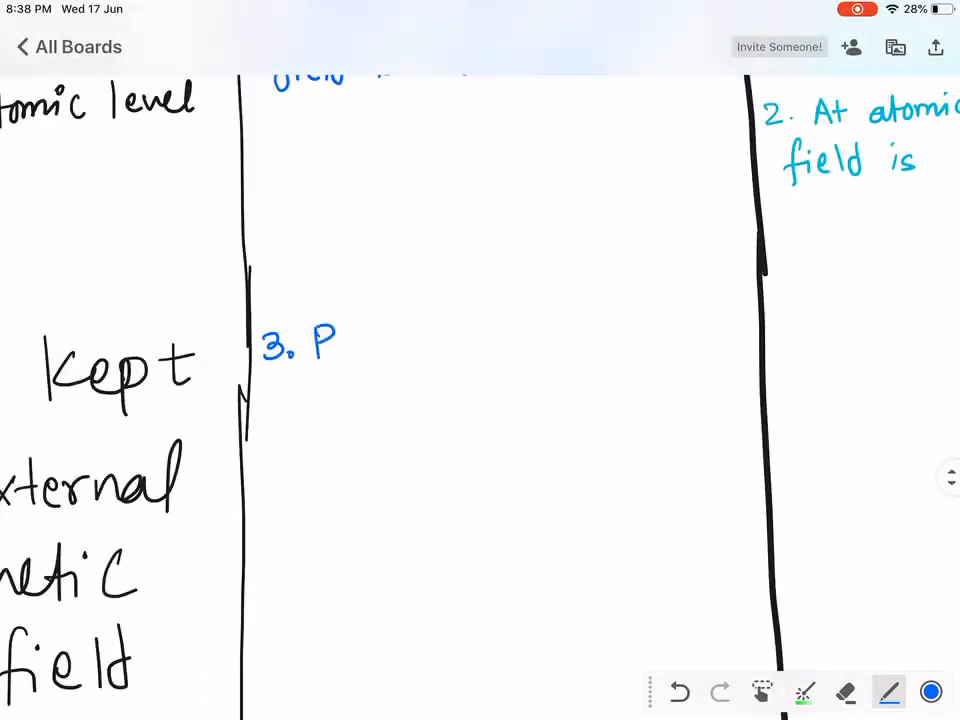 8:38 PM Wed 17 Jun
28%
All Boards
Invite Someone!
tomic level
2. At atomic
field is
3. P
kept
xternal
netic
field